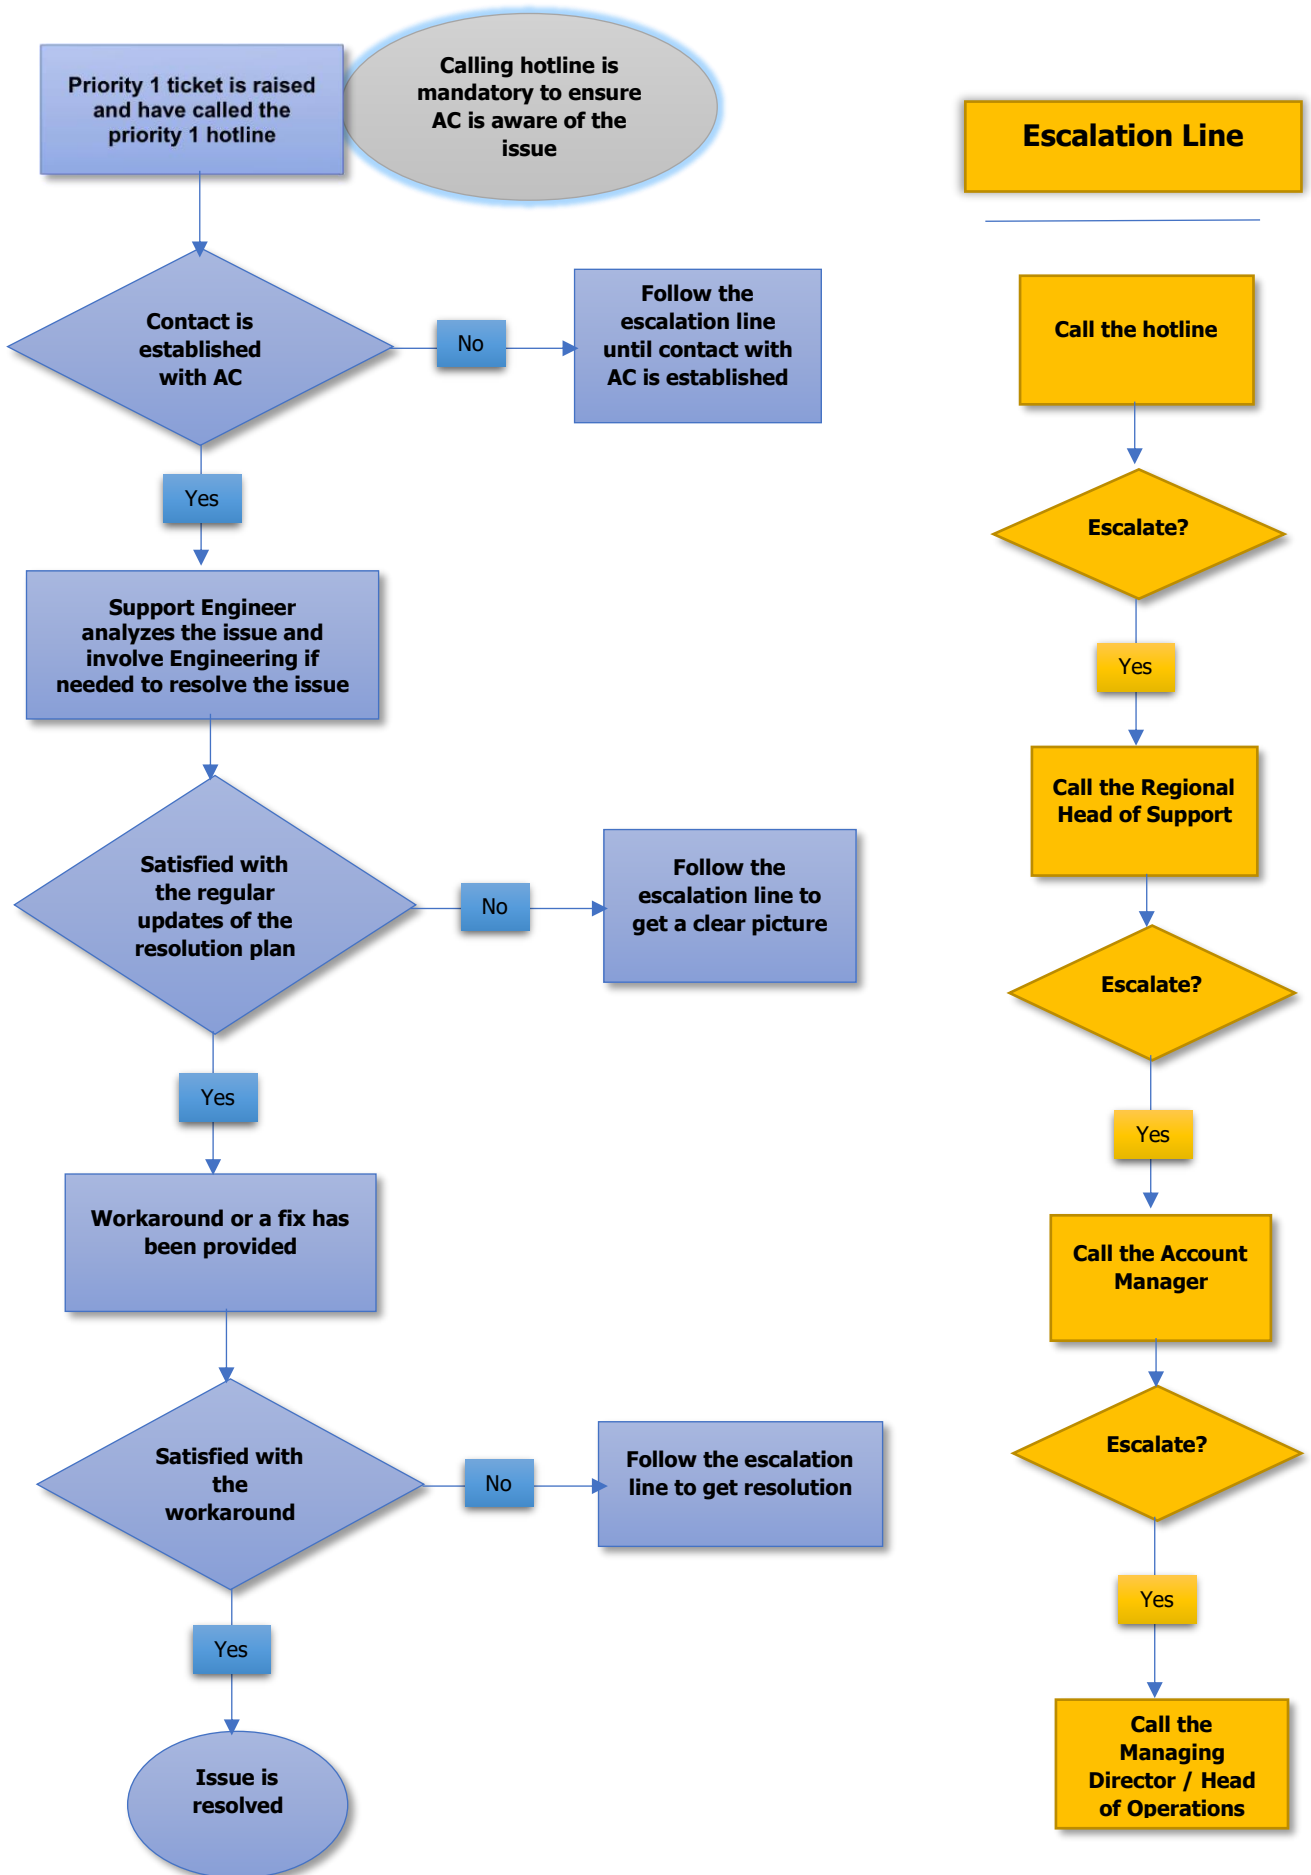 Priority 1 ticket is raised
and have called the
priority 1 hotline
Calling hotline is
mandatory to ensure
AC is aware of the
issue
Contact is
established
with AC
No
Follow the
escalation line
until contact with
AC is established
Yes
Support Engineer
analyzes the issue and
involve Engineering if
needed to resolve the issue
Satisfied with
the regular
updates of the
resolution plan
No
Follow the
escalation line to
get a clear picture
Yes
Workaround or a fix has
been provided
Satisfied with
the
workaround
No
Follow the escalation
line to get resolution
Yes
Issue is
resolved
Escalation Line
Call the hotline
Escalate?
Yes
Call the Regional
Head of Support
Escalate?
Yes
Call the Account
Manager
Escalate?
Yes
Call the
Managing
Director / Head
of Operations